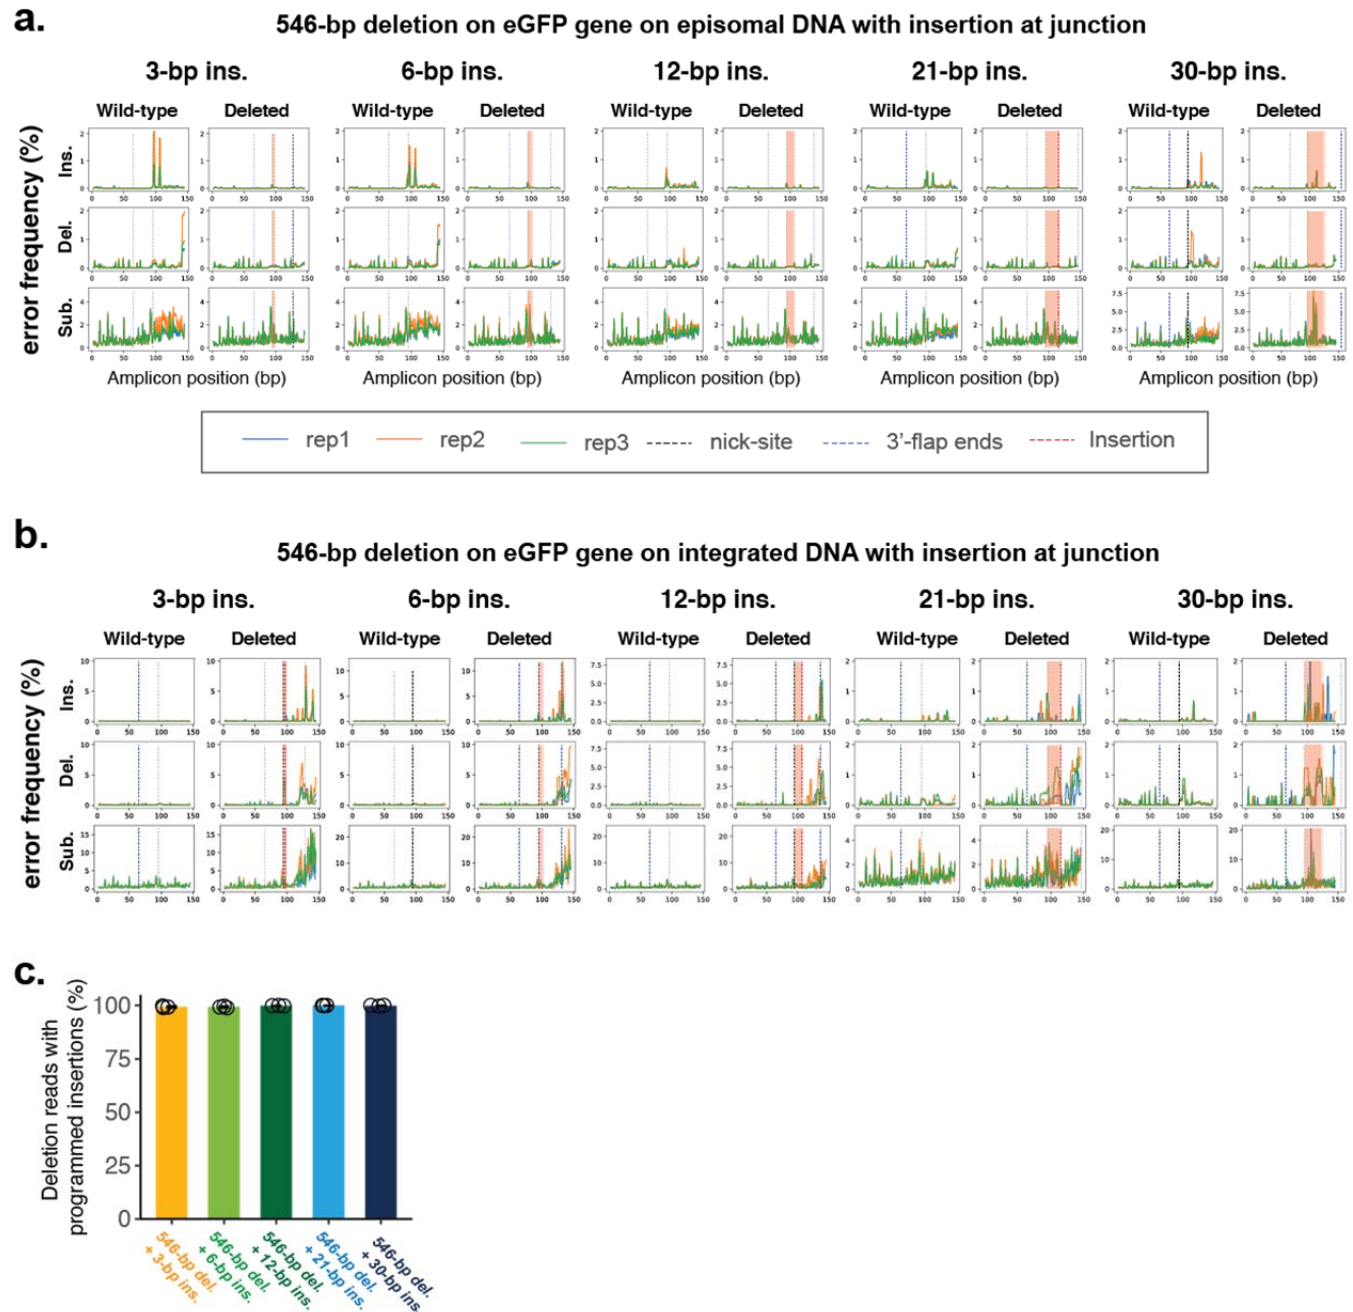 a.
546-bp deletion on eGFP gene on episomal DNA with insertion at junction
3-bp ins. 6-bp ins. 12-bp ins. 21-bp ins. 30-bp ins.
Wild-type Deleted Wild-type Deleted Wild-type Deleted Wild-type Deleted Wild-type Deleted
error frequency (%)
Ins.
Del.
Sub.
Amplicon position (bp) Amplicon position (bp) Amplicon position (bp) Amplicon position (bp) Amplicon position (bp)
rep1 rep2 rep3 nick-site 3'-flap ends Insertion
b.
546-bp deletion on eGFP gene on integrated DNA with insertion at junction
3-bp ins. 6-bp ins. 12-bp ins. 21-bp ins. 30-bp ins.
Wild-type Deleted Wild-type Deleted Wild-type Deleted Wild-type Deleted Wild-type Deleted
error frequency (%)
Ins.
Del.
Sub.
c.
Deletion reads with
programmed insertions (%)
100
75
50
25
0
546-bp del.
+ 3-bp ins.
546-bp del.
+ 6-bp ins.
546-bp del.
+ 12-bp ins.
546-bp del.
+ 21-bp ins.
546-bp del.
+ 30-bp ins.